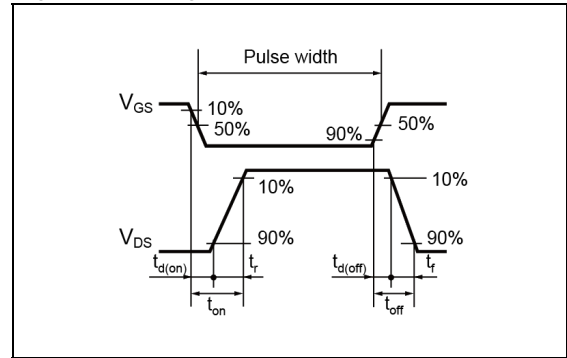 Pulse width
VGS
10%
50%
90%
50%
10%
10%
VDS
90%
90%
td(on)
tr
td(off)
tf
ton
toff